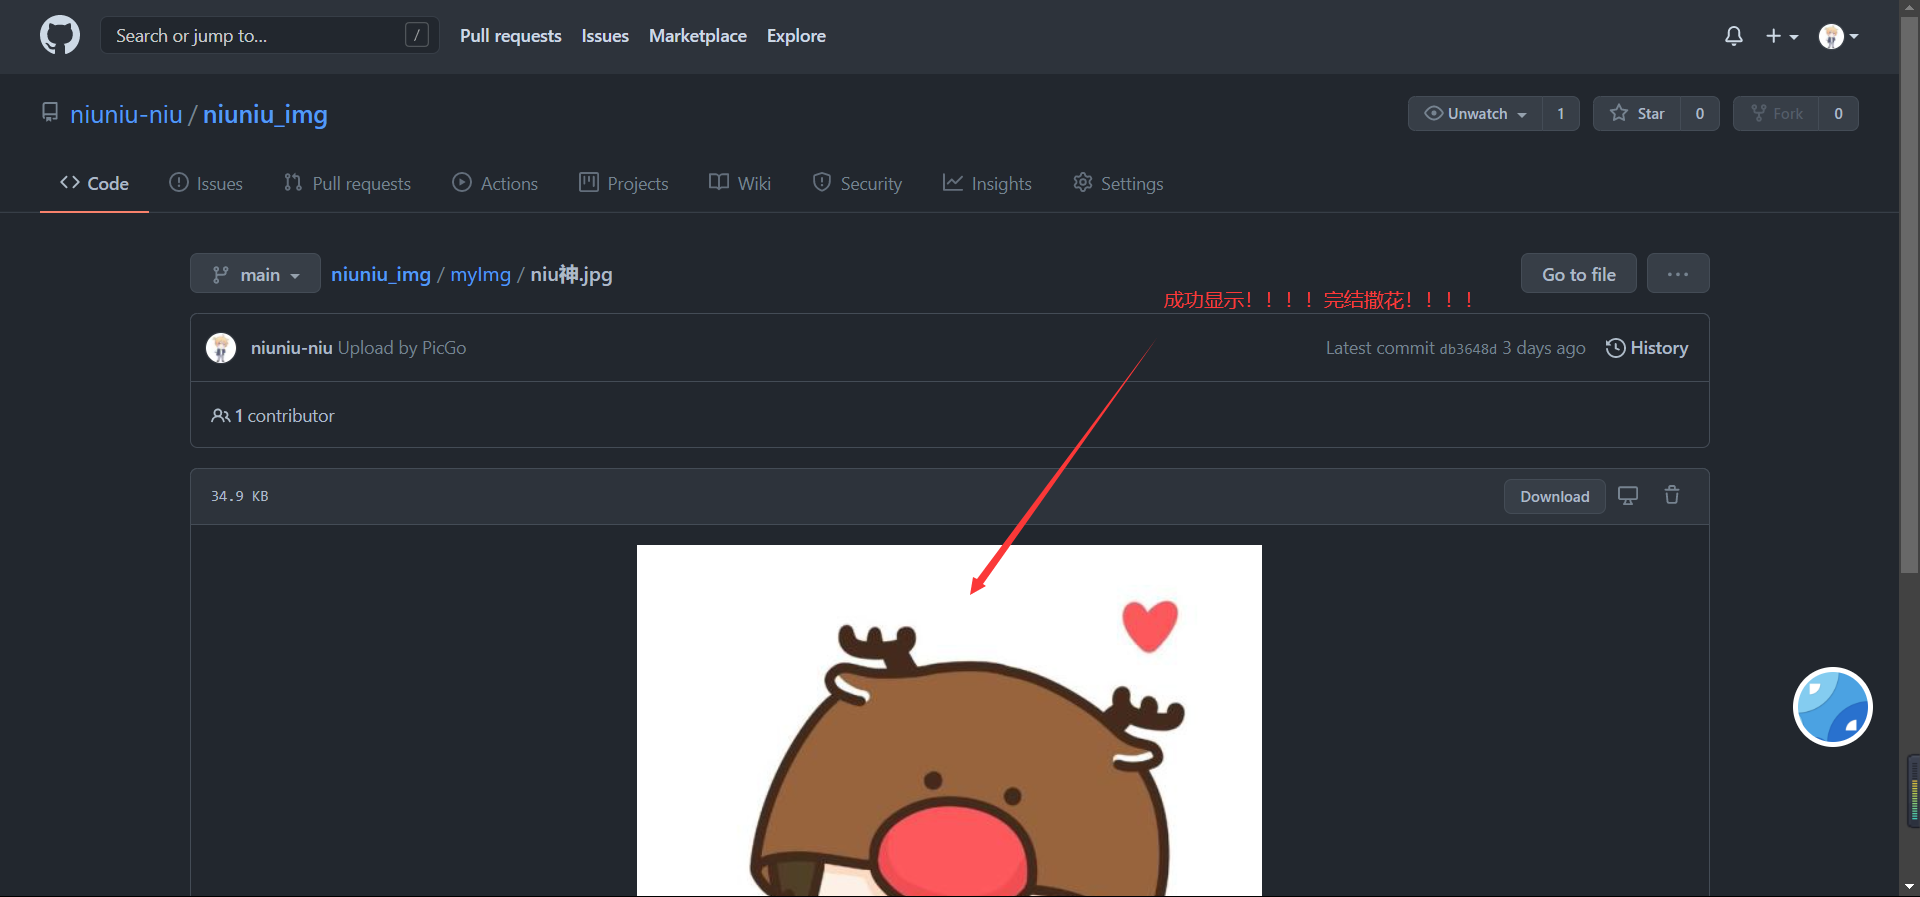 Search or jump to... /
Pull requests Issues Marketplace Explore
niuniu-niu / niuniu_img
Unwatch 1 Star 0 Fork 0
Code Issues Pull requests Actions Projects Wiki Security Insights Settings
main niuniu_img / myImg / niu神.jpg
Go to file ...
成功显示！！！！完结撒花！！！！
niuniu-niu Upload by PicGo
Latest commit db3648d 3 days ago History
1 contributor
34.9 KB
Download